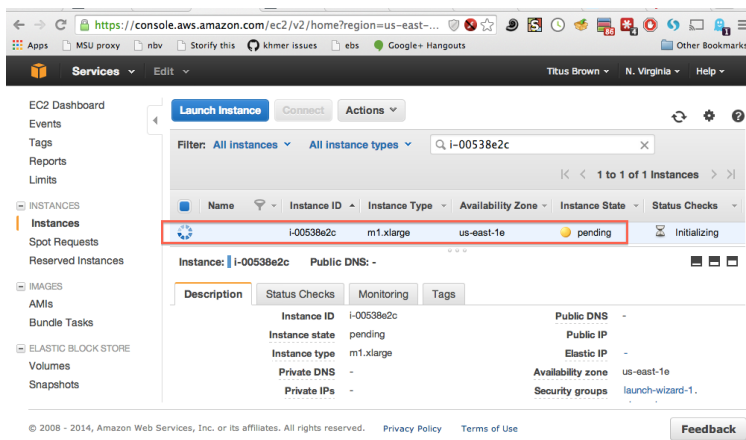 https://console.aws.amazon.com/ec2/v2/home?region=us-east-...
86
4
Apps MSU proxy nbv Storify this khmer issues ebs Google+ Hangouts Other Bookmarks
Services Edit Titus Brown N. Virginia Help
EC2 Dashboard
Events
Tags
Reports
Limits
INSTANCES
Instances
Spot Requests
Reserved Instances
IMAGES
AMIs
Bundle Tasks
ELASTIC BLOCK STORE
Volumes
Snapshots
Launch Instance Connect Actions
Filter: All instances All instance types i-00538e2c
1 to 1 of 1 Instances
Name Instance ID Instance Type Availability Zone Instance State Status Checks
i-00538e2c m1.xlarge us-east-1e pending Initializing
Instance: i-00538e2c Public DNS: -
Description Status Checks Monitoring Tags
Instance ID i-00538e2c Public DNS -
Instance state pending Public IP
Instance type m1.xlarge Elastic IP -
Private DNS - Availability zone us-east-1e
Private IPs - Security groups launch-wizard-1.
© 2008 - 2014, Amazon Web Services, Inc. or its affiliates. All rights reserved. Privacy Policy Terms of Use Feedback